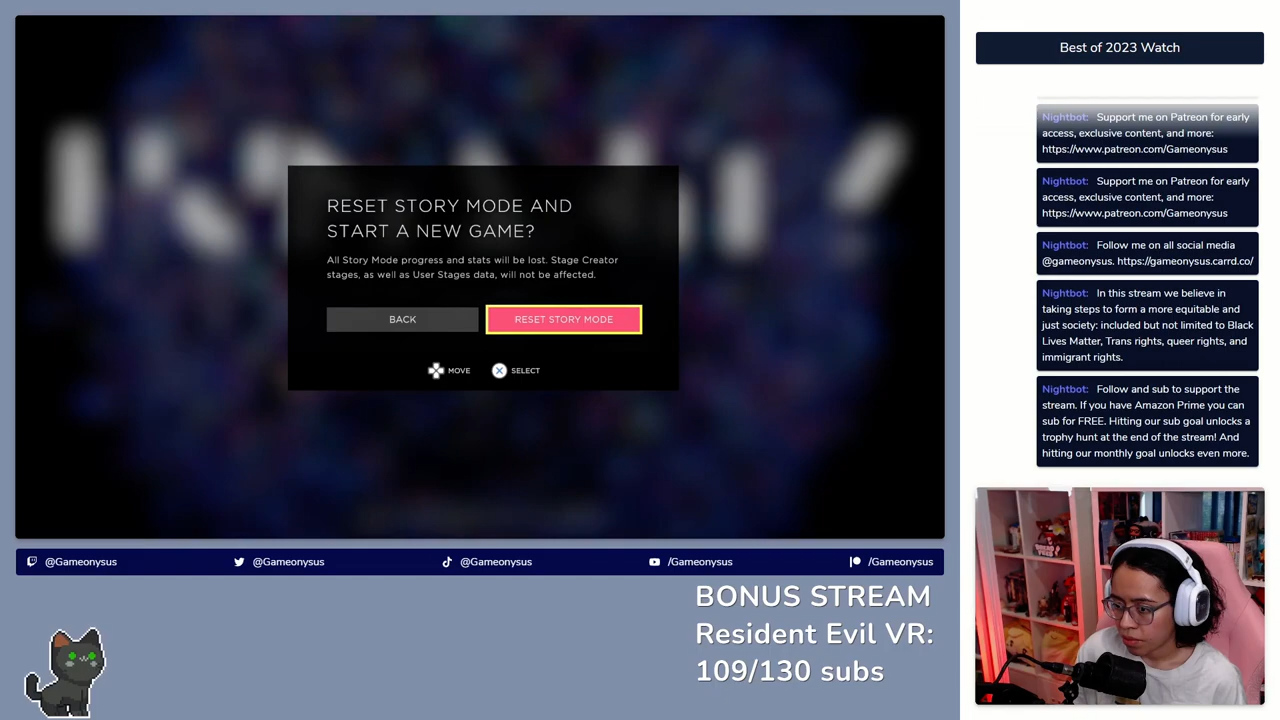 RESET STORY MODE AND
START A NEW GAME?
All Story Mode progress and stats will be lost. Stage Creator
stages, as well as User Stages data, will not be affected.
BACK
RESET STORY MODE
MOVE
SELECT
@Gameonysus
@Gameonysus
@Gameonysus
/Gameonysus
/Gameonysus
BONUS STREAM
Resident Evil VR:
109/130 subs
Best of 2023 Watch
Nightbot: Support me on Patreon for early
access, exclusive content, and more:
https://www.patreon.com/Gameonysus
Nightbot: Support me on Patreon for early
access, exclusive content, and more:
https://www.patreon.com/Gameonysus
Nightbot: Follow me on all social media
@gameonysus. https://gameonysus.carrd.co/
Nightbot: In this stream we believe in
taking steps to form a more equitable and
just society: included but not limited to Black
Lives Matter, Trans rights, queer rights, and
immigrant rights.
Nightbot: Follow and sub to support the
stream. If you have Amazon Prime you can
sub for FREE. Hitting our sub goal unlocks a
trophy hunt at the end of the stream! And
hitting our monthly goal unlocks even more.